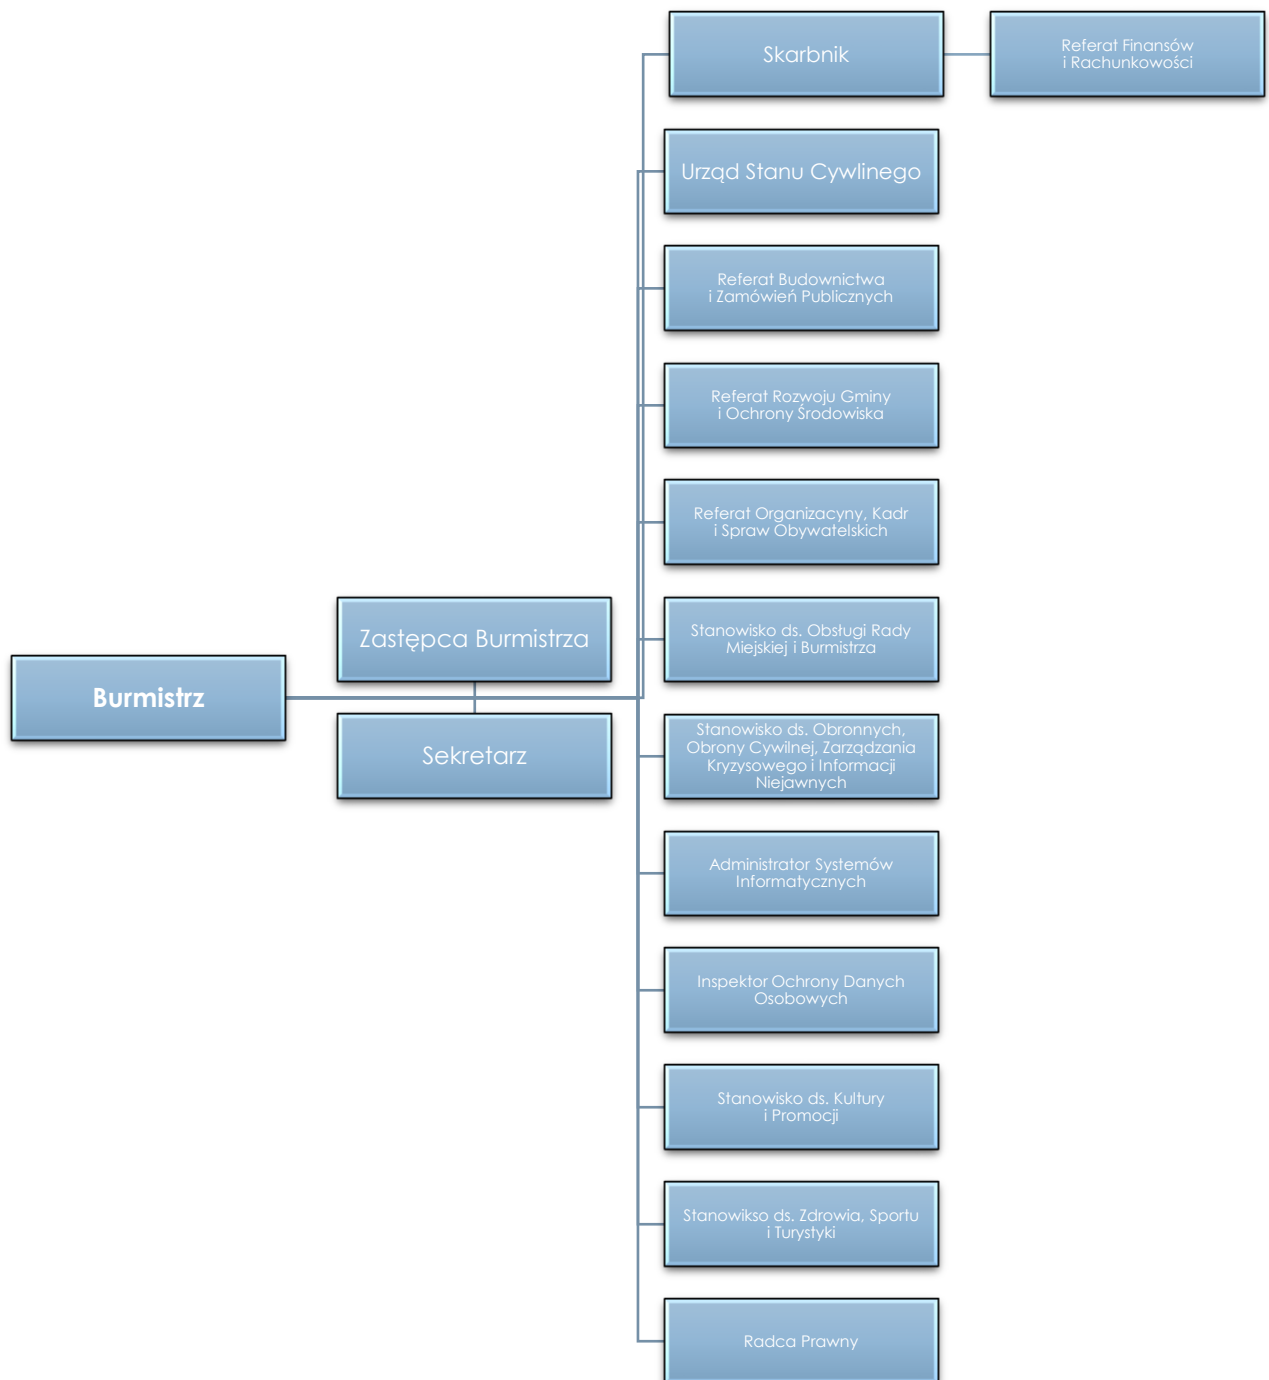 Skarbnik
Referat Finansów
i Rachunkowości
Urząd Stanu Cywlinego
Referat Budownictwa
i Zamówień Publicznych
Referat Rozwoju Gminy
i Ochrony Środowiska
Referat Organizacyny, Kadr
i Spraw Obywatelskich
Zastępca Burmistrza
Stanowisko ds. Obsługi Rady
Miejskiej i Burmistrza
Burmistrz
Sekretarz
Stanowisko ds. Obronnych,
Obrony Cywilnej, Zarządzania
Kryzysowego i Informacji
Niejawnych
Administrator Systemów
Informatycznych
Inspektor Ochrony Danych
Osobowych
Stanowisko ds. Kultury
i Promocji
Stanowikso ds. Zdrowia, Sportu
i Turystyki
Radca Prawny